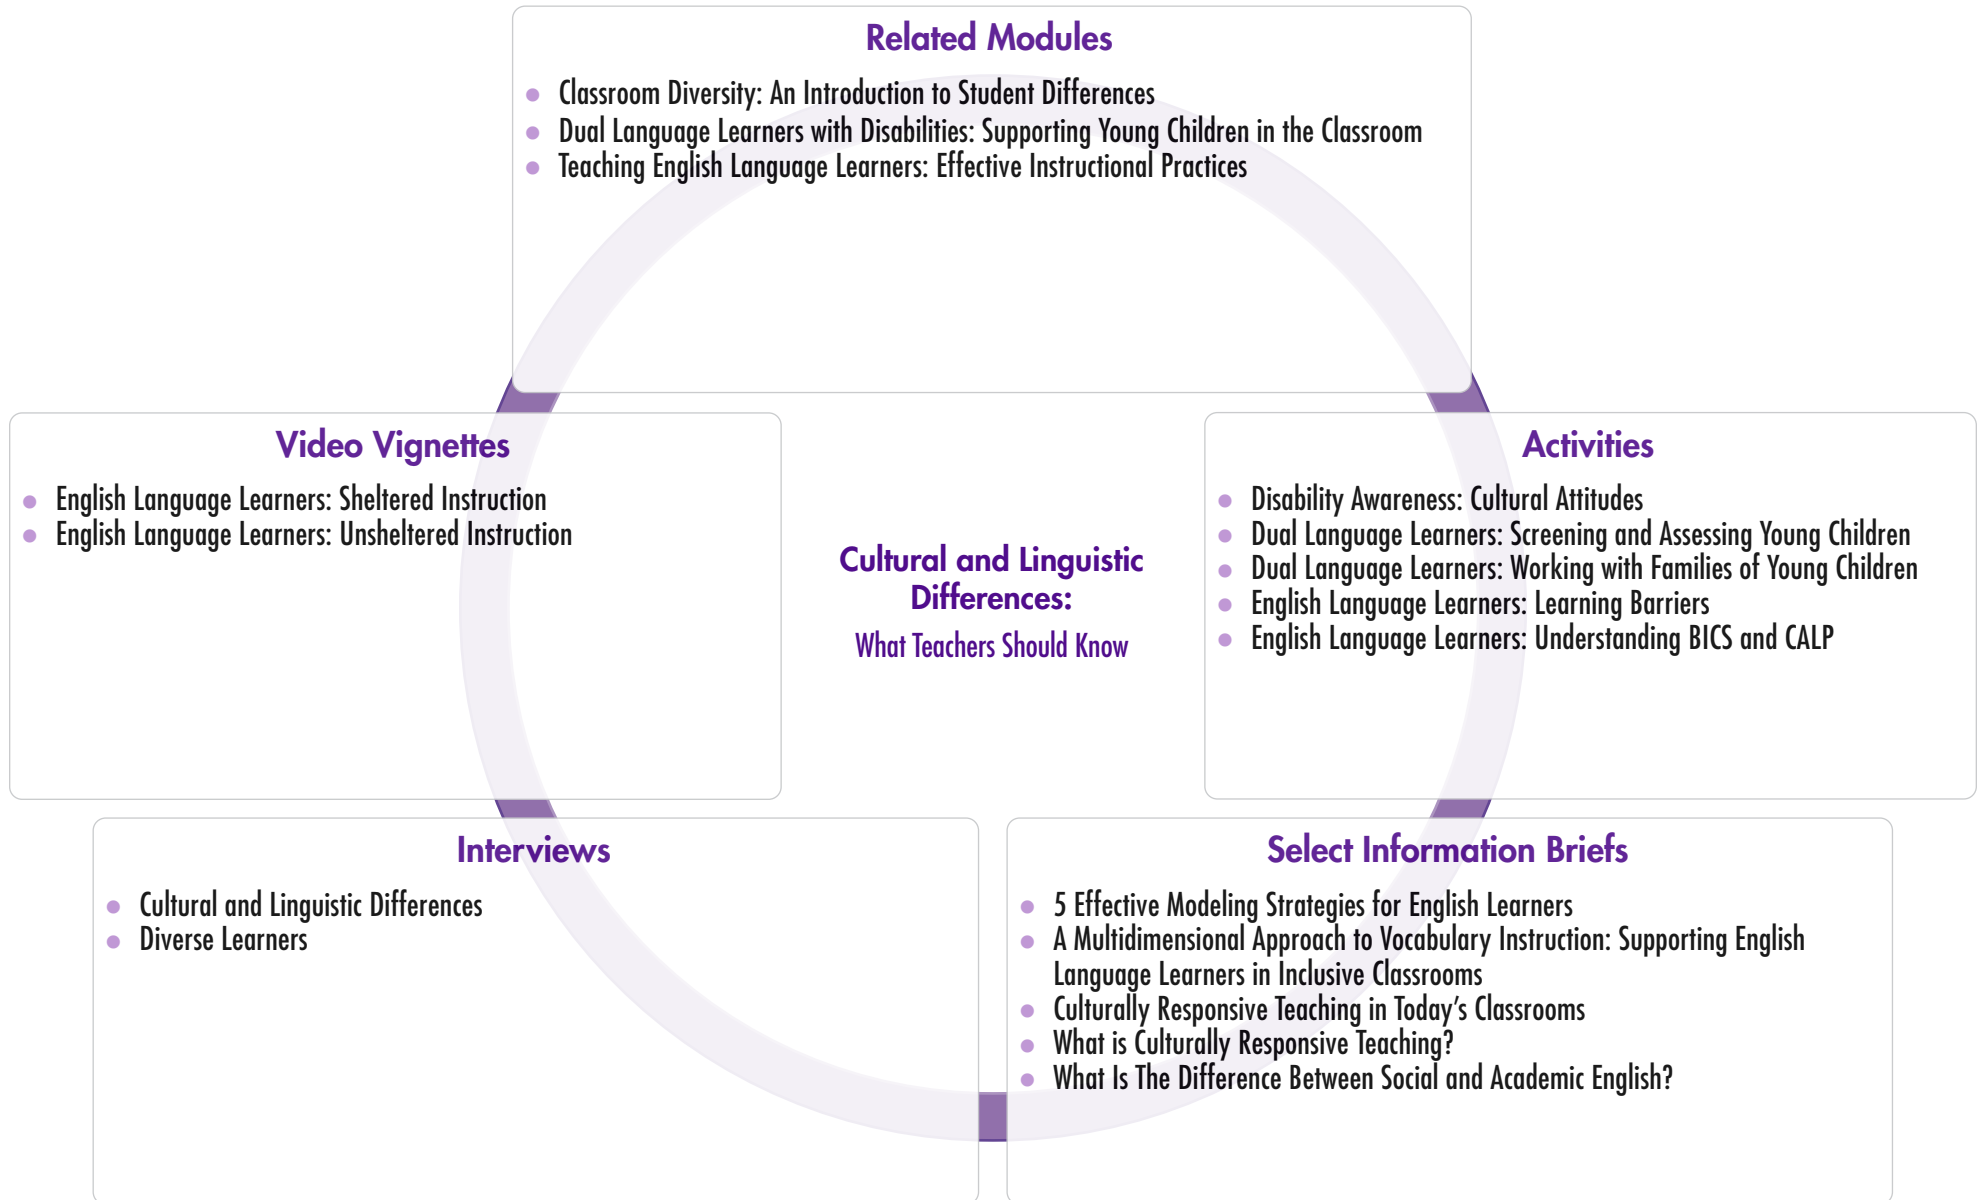 Related Modules
Classroom Diversity: An Introduction to Student Differences
Dual Language Learners with Disabilities: Supporting Young Children in the Classroom
Teaching English Language Learners: Effective Instructional Practices
Video Vignettes
English Language Learners: Sheltered Instruction
English Language Learners: Unsheltered Instruction
Cultural and Linguistic
Differences:
What Teachers Should Know
Activities
Disability Awareness: Cultural Attitudes
Dual Language Learners: Screening and Assessing Young Children
Dual Language Learners: Working with Families of Young Children
English Language Learners: Learning Barriers
English Language Learners: Understanding BICS and CALP
Interviews
Cultural and Linguistic Differences
Diverse Learners
Select Information Briefs
5 Effective Modeling Strategies for English Learners
A Multidimensional Approach to Vocabulary Instruction: Supporting English
Language Learners in Inclusive Classrooms
Culturally Responsive Teaching in Today’s Classrooms
What is Culturally Responsive Teaching?
What Is The Difference Between Social and Academic English?